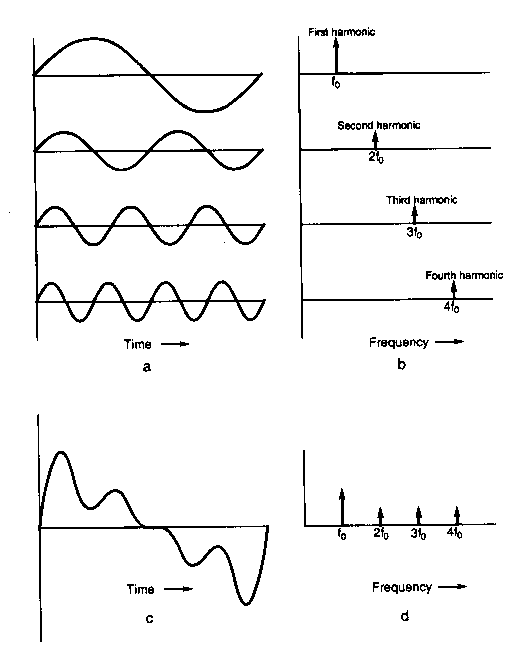 First harmonic
f₀
Second harmonic
2f₀
Third harmonic
3f₀
Fourth harmonic
4f₀
Time
a
Frequency
b
f₀ 2f₀ 3f₀ 4f₀
Time
c
Frequency
d